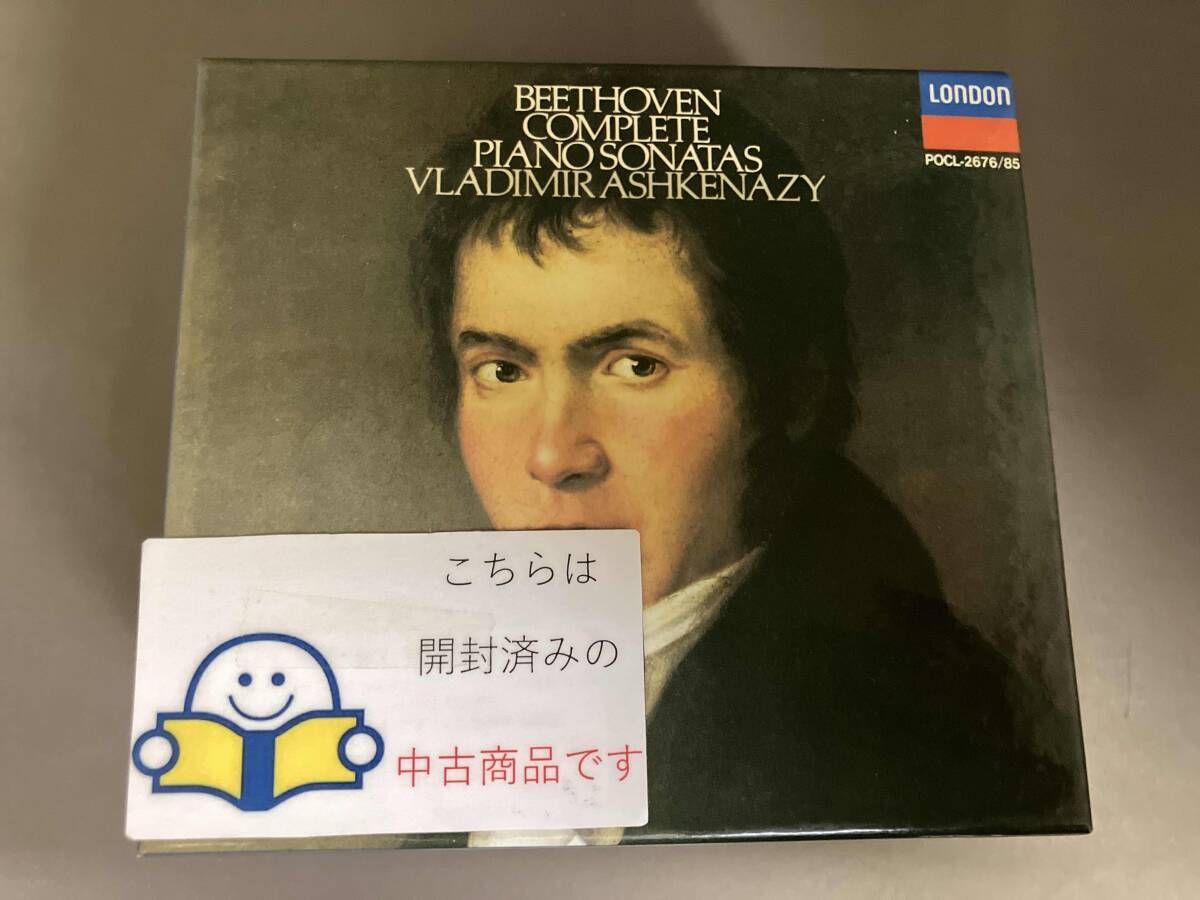 BEETHOVEN
COMPLETE
PIANO SONATAS
VLADIMIR ASHKENAZY
LONDON
POCL-2676/85
こちらは
開封済みの
中古商品です